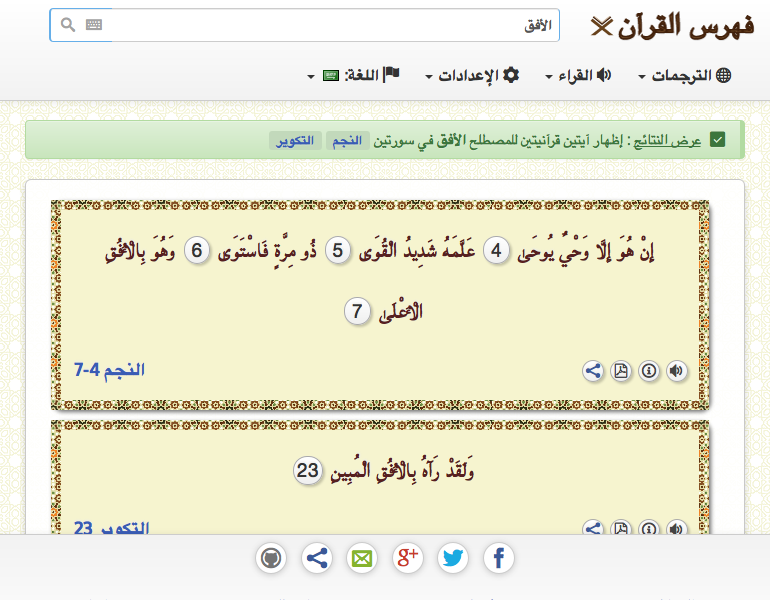 فهرس القرآن
الأفق
الترجمات القراء الإعدادات اللغة:
عرض النتائج : إظهار آيتين قرآنيتين للمصطلح الأفق في سورتين النجم التكوير
إِنْ هُوَ إِلَّا وَحْيٌ يُوحَىٰ 4 عَلَّمَهُ شَدِيدُ الْقُوَىٰ 5 ذُو مِرَّةٍ فَاسْتَوَىٰ 6 وَهُوَ بِالْأُفُقِ
الْأَعْلَىٰ 7
النجم 4-7
وَلَقَدْ رَآهُ بِالْأُفُقِ الْمُبِينِ 23
التكوير 23